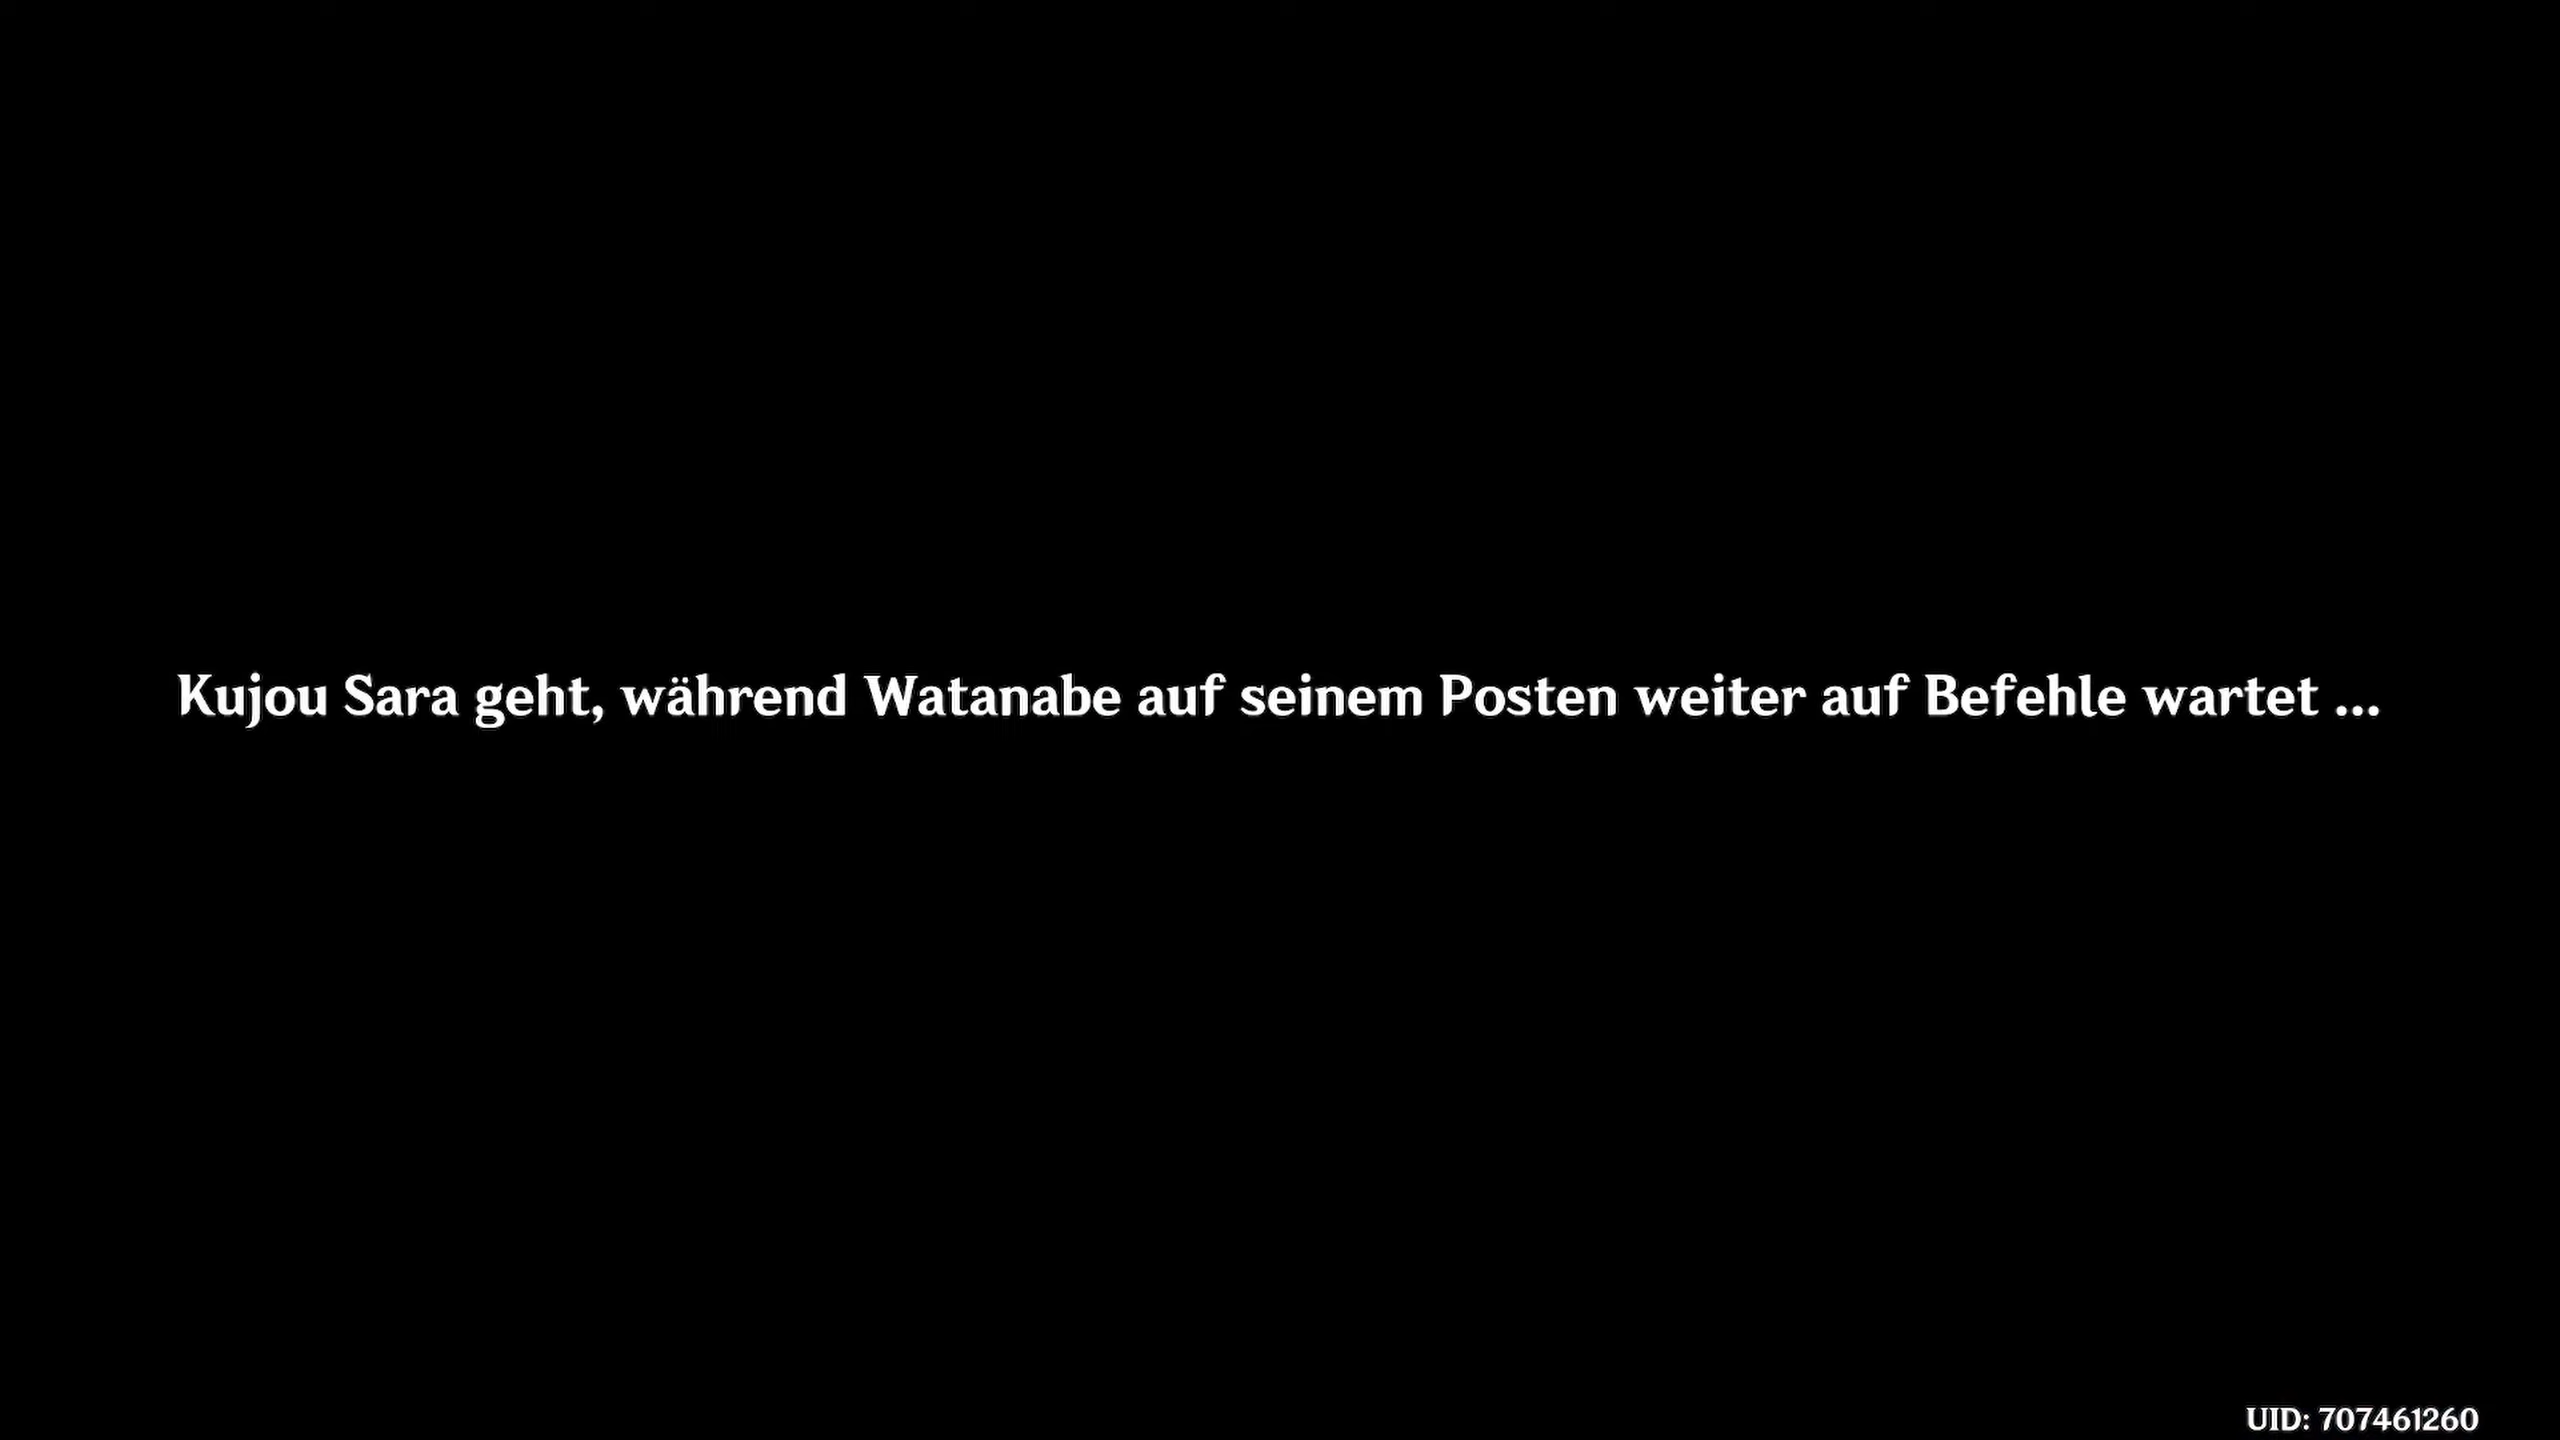 Kujou Sara geht, während Watanabe auf seinem Posten weiter auf Befehle wartet ...
UID: 707461260